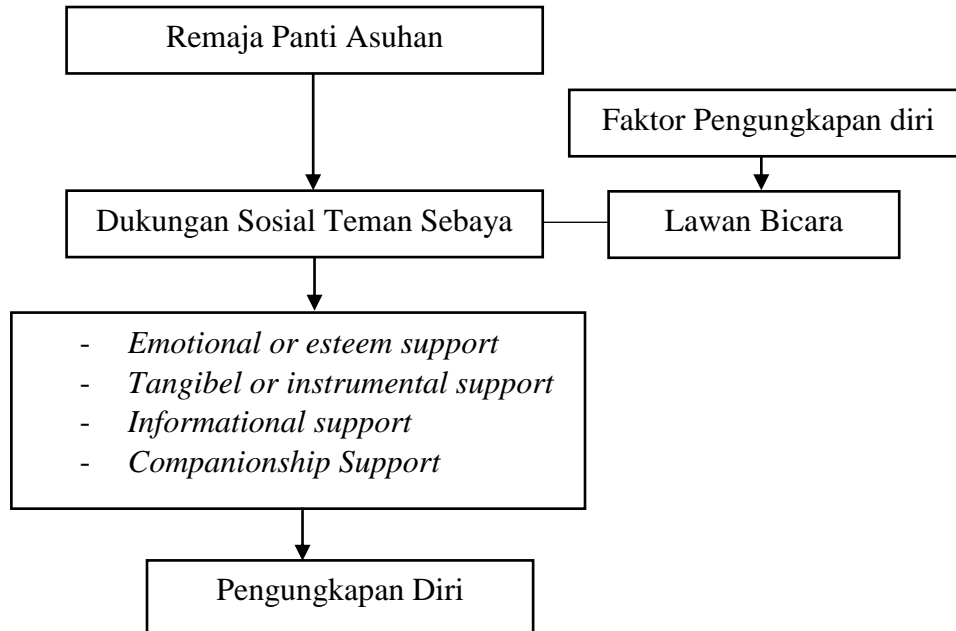 Remaja Panti Asuhan
Faktor Pengungkapan diri
Dukungan Sosial Teman Sebaya
Lawan Bicara
- Emotional or esteem support
- Tangibel or instrumental support
- Informational support
- Companionship Support
Pengungkapan Diri